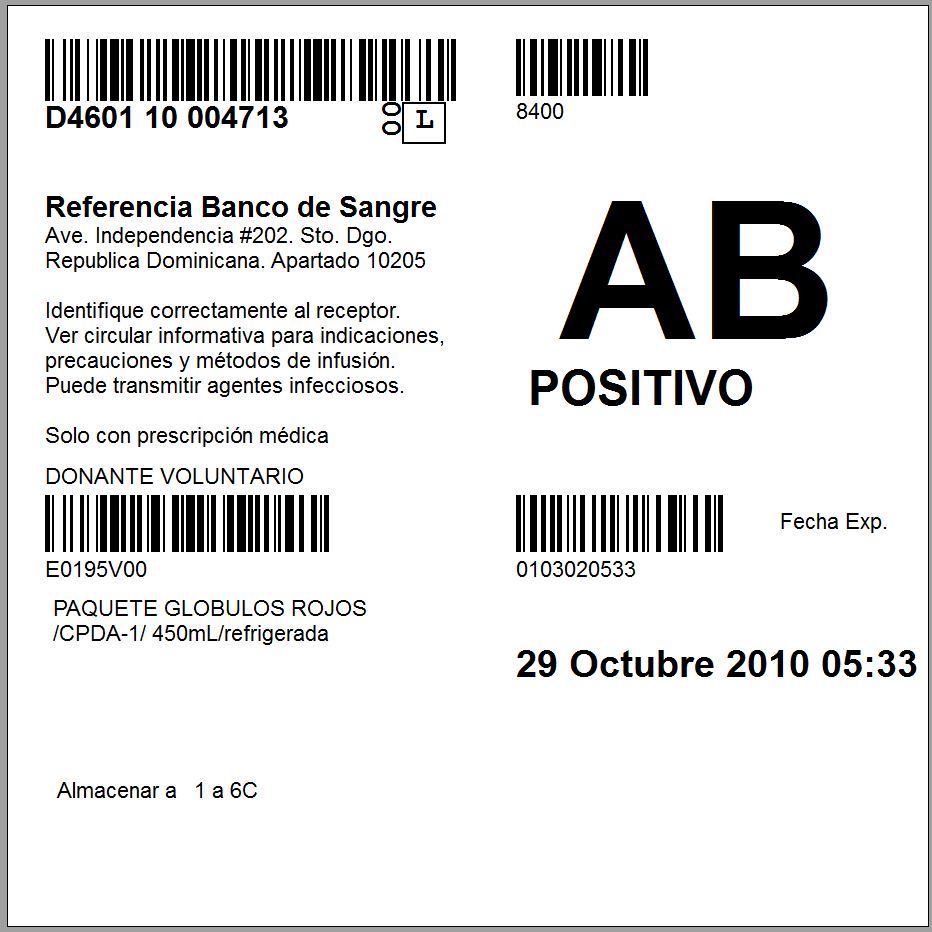 D4601 10 004713
00
L
8400
Referencia Banco de Sangre
Ave. Independencia #202. Sto. Dgo.
Republica Dominicana. Apartado 10205
AB
POSITIVO
Identifique correctamente al receptor.
Ver circular informativa para indicaciones,
precauciones y métodos de infusión.
Puede transmitir agentes infecciosos.
Solo con prescripción médica
DONANTE VOLUNTARIO
E0195V00
PAQUETE GLOBULOS ROJOS
/CPDA-1/ 450mL/refrigerada
Fecha Exp.
0103020533
29 Octubre 2010 05:33
Almacenar a 1 a 6C